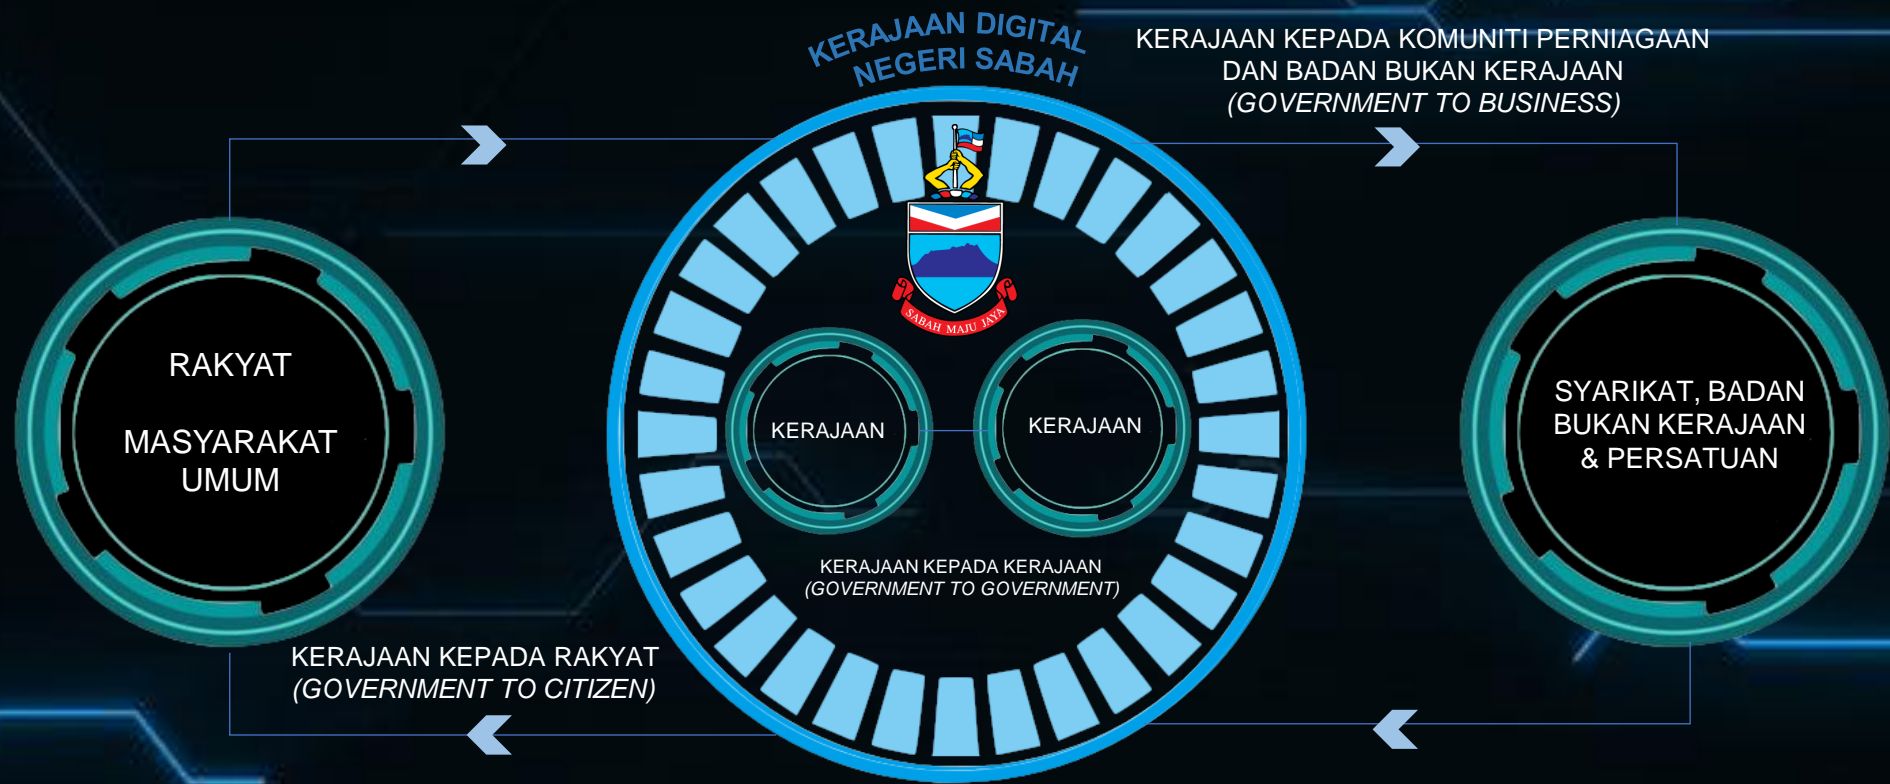 KERAJAAN DIGITAL
NEGERI SABAH
KERAJAAN KEPADA KOMUNITI PERNIAGAAN
DAN BADAN BUKAN KERAJAAN
(GOVERNMENT TO BUSINESS)
SABAH MAJU JAYA
RAKYAT
MASYARAKAT
UMUM
KERAJAAN
KERAJAAN
SYARIKAT, BADAN
BUKAN KERAJAAN
& PERSATUAN
KERAJAAN KEPADA KERAJAAN
(GOVERNMENT TO GOVERNMENT)
KERAJAAN KEPADA RAKYAT
(GOVERNMENT TO CITIZEN)